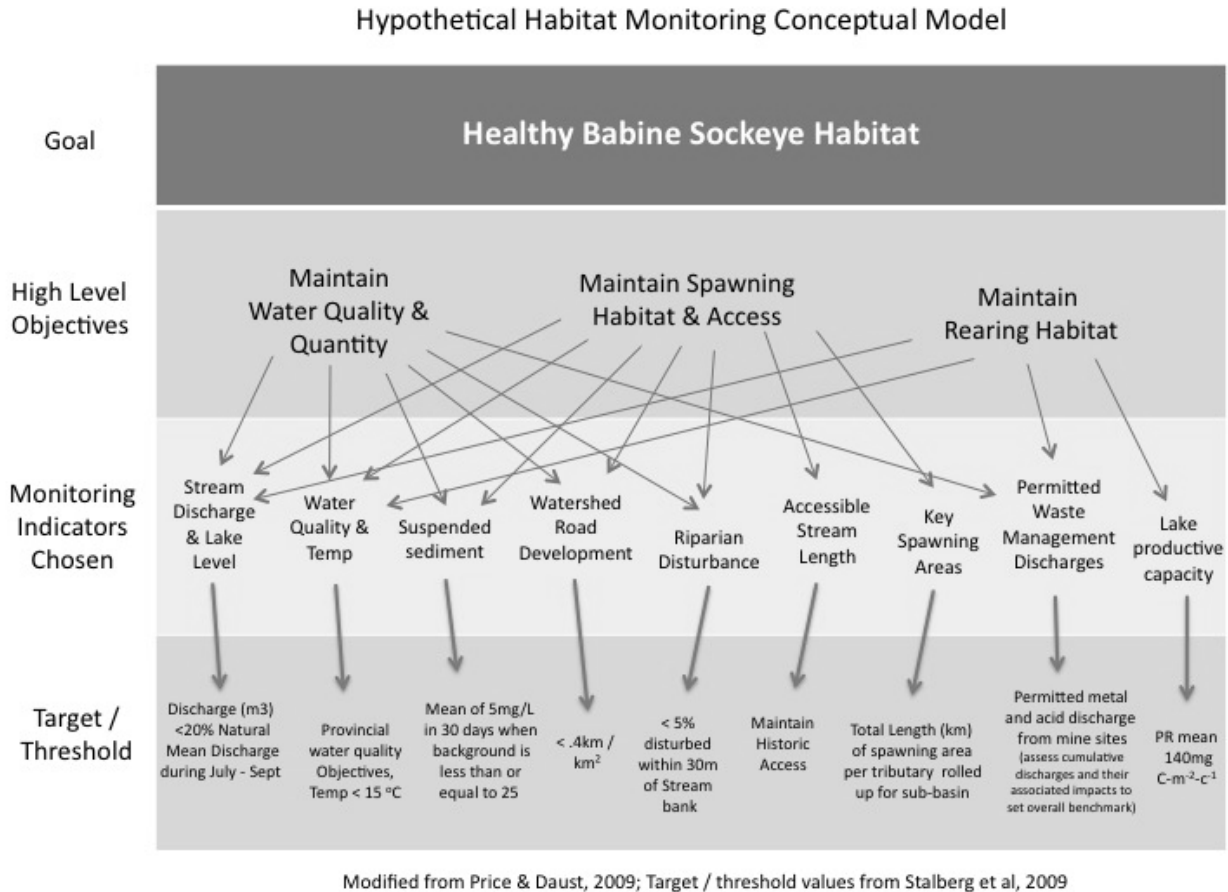 Hypothetical Habitat Monitoring Conceptual Model
Goal
Healthy Babine Sockeye Habitat
High Level
Objectives
Maintain
Water Quality &
Quantity
Maintain Spawning
Habitat & Access
Maintain
Rearing Habitat
Monitoring
Indicators
Chosen
Stream
Discharge
& Lake
Level
Water
Quality &
Temp
Suspended
sediment
Watershed
Road
Development
Riparian
Disturbance
Accessible
Stream
Length
Key
Spawning
Areas
Permitted
Waste
Management
Discharges
Lake
productive
capacity
Target /
Threshold
Discharge (m3)
<20% Natural
Mean Discharge
during July - Sept
Provincial
water quality
Objectives,
Temp < 15 °C
Mean of 5mg/L
in 30 days when
background is
less than or
equal to 25
< .4km /
km²
< 5%
disturbed
within 30m
of Stream
bank
Maintain
Historic
Access
Total Length (km)
of spawning area
per tributary rolled
up for sub-basin
Permitted metal
and acid discharge
from mine sites
(assess cumulative
discharges and their
associated impacts to
set overall benchmark)
PR mean
140mg
C-m⁻²-c⁻¹
Modified from Price & Daust, 2009; Target / threshold values from Stalberg et al, 2009